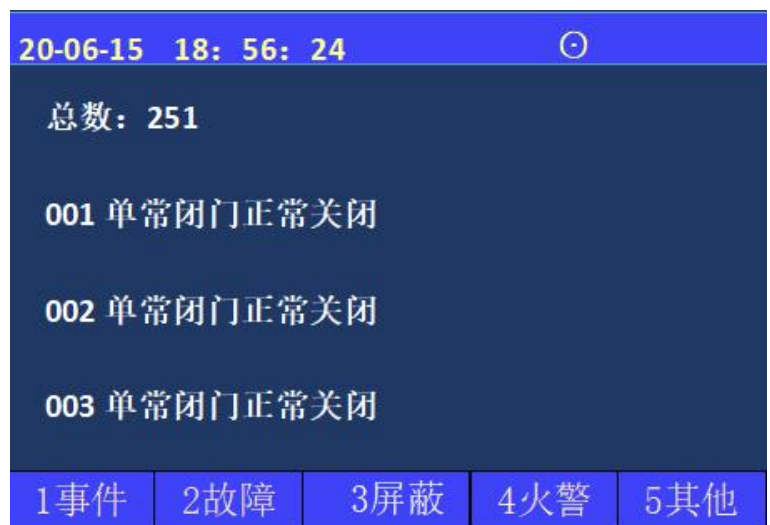 20-06-15 18：56：24
总数：251
001 单常闭门正常关闭
002 单常闭门正常关闭
003 单常闭门正常关闭
1事件 2故障 3屏蔽 4火警 5其他